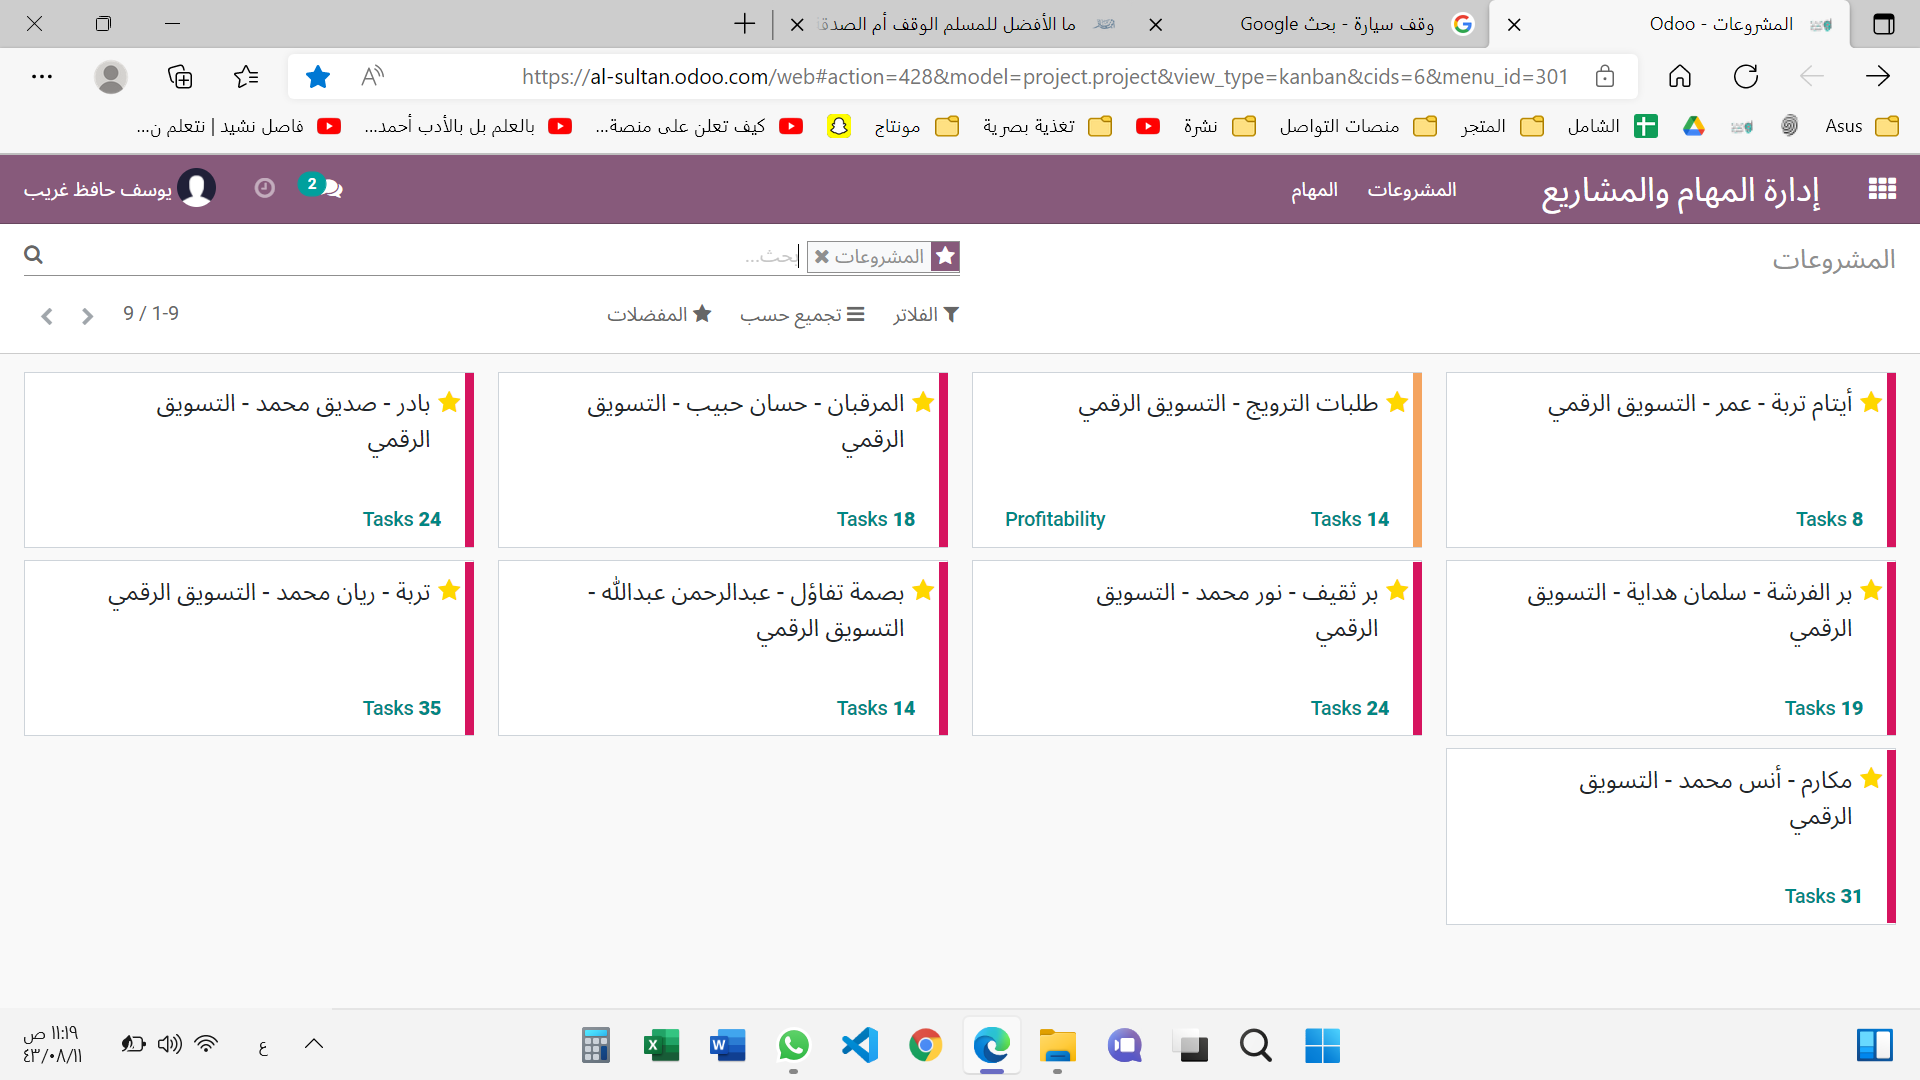 المشروعات - Odoo
وقف سيارة - بحث Google
ما الأفضل للمسلم الوقف أم الصدقة
https://al-sultan.odoo.com/web#action=428&model=project.project&view_type=kanban&cids=6&menu_id=301
Asus
الشامل
المتجر
منصات التواصل
نشرة
تغذية بصرية
مونتاج
كيف تعلن على منصة...
بالعلم بل بالأدب أحمد...
فاصل نشيد | نتعلم ن...
إدارة المهام والمشاريع
المشروعات
المهام
2
يوسف حافظ غريب
المشروعات
المشروعات
بحث...
الفلاتر
تجميع حسب
المفضلات
9 / 1-9
أيتام تربة - عمر - التسويق الرقمي
Tasks 8
طلبات الترويج - التسويق الرقمي
Tasks 14
Profitability
المرقبان - حسان حبيب - التسويق
الرقمي
Tasks 18
بادر - صديق محمد - التسويق
الرقمي
Tasks 24
بر الفرشة - سلمان هداية - التسويق
الرقمي
Tasks 19
بر ثقيف - نور محمد - التسويق
الرقمي
Tasks 24
بصمة تفاؤل - عبدالرحمن عبدالله -
التسويق الرقمي
Tasks 14
تربة - ريان محمد - التسويق الرقمي
Tasks 35
مكارم - أنس محمد - التسويق
الرقمي
Tasks 31
ع
١١:١٩ ص
٤٣/٠٨/١١